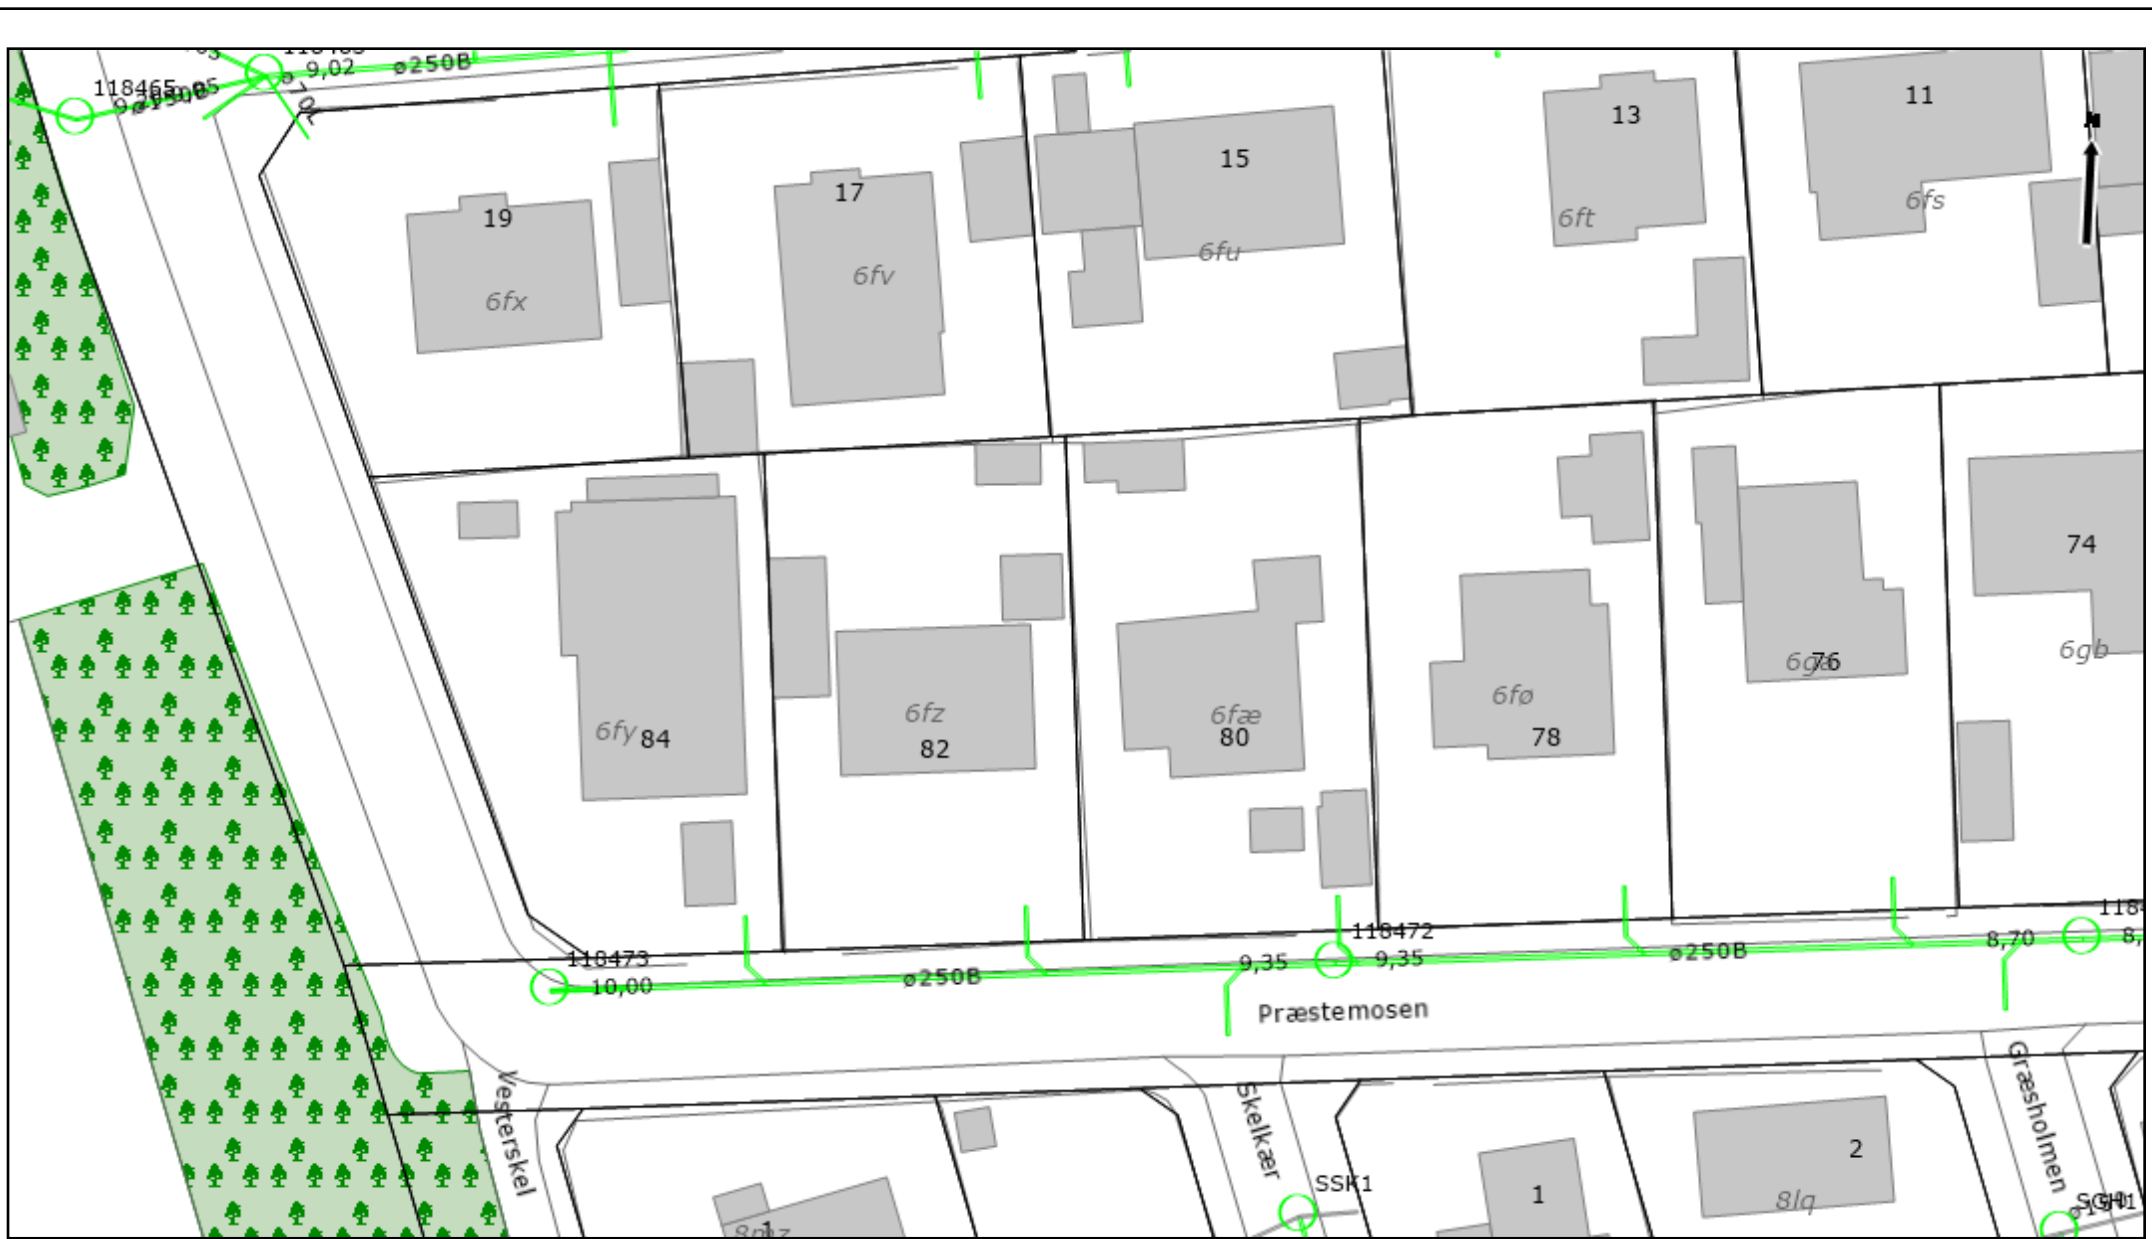 9,02
ø250B
118465
19
6fx
17
6fv
15
6fu
13
6ft
11
6fs
6fy 84
6fz
82
6fæ
80
6fø
78
76
74
6gb
118473
10,00
ø250B
9,35
118472
9,35
ø250B
8,70
Præstemosen
Vesterskel
Skelkær
Græsholmen
SSK1
1
2
8lq
1
SGH1